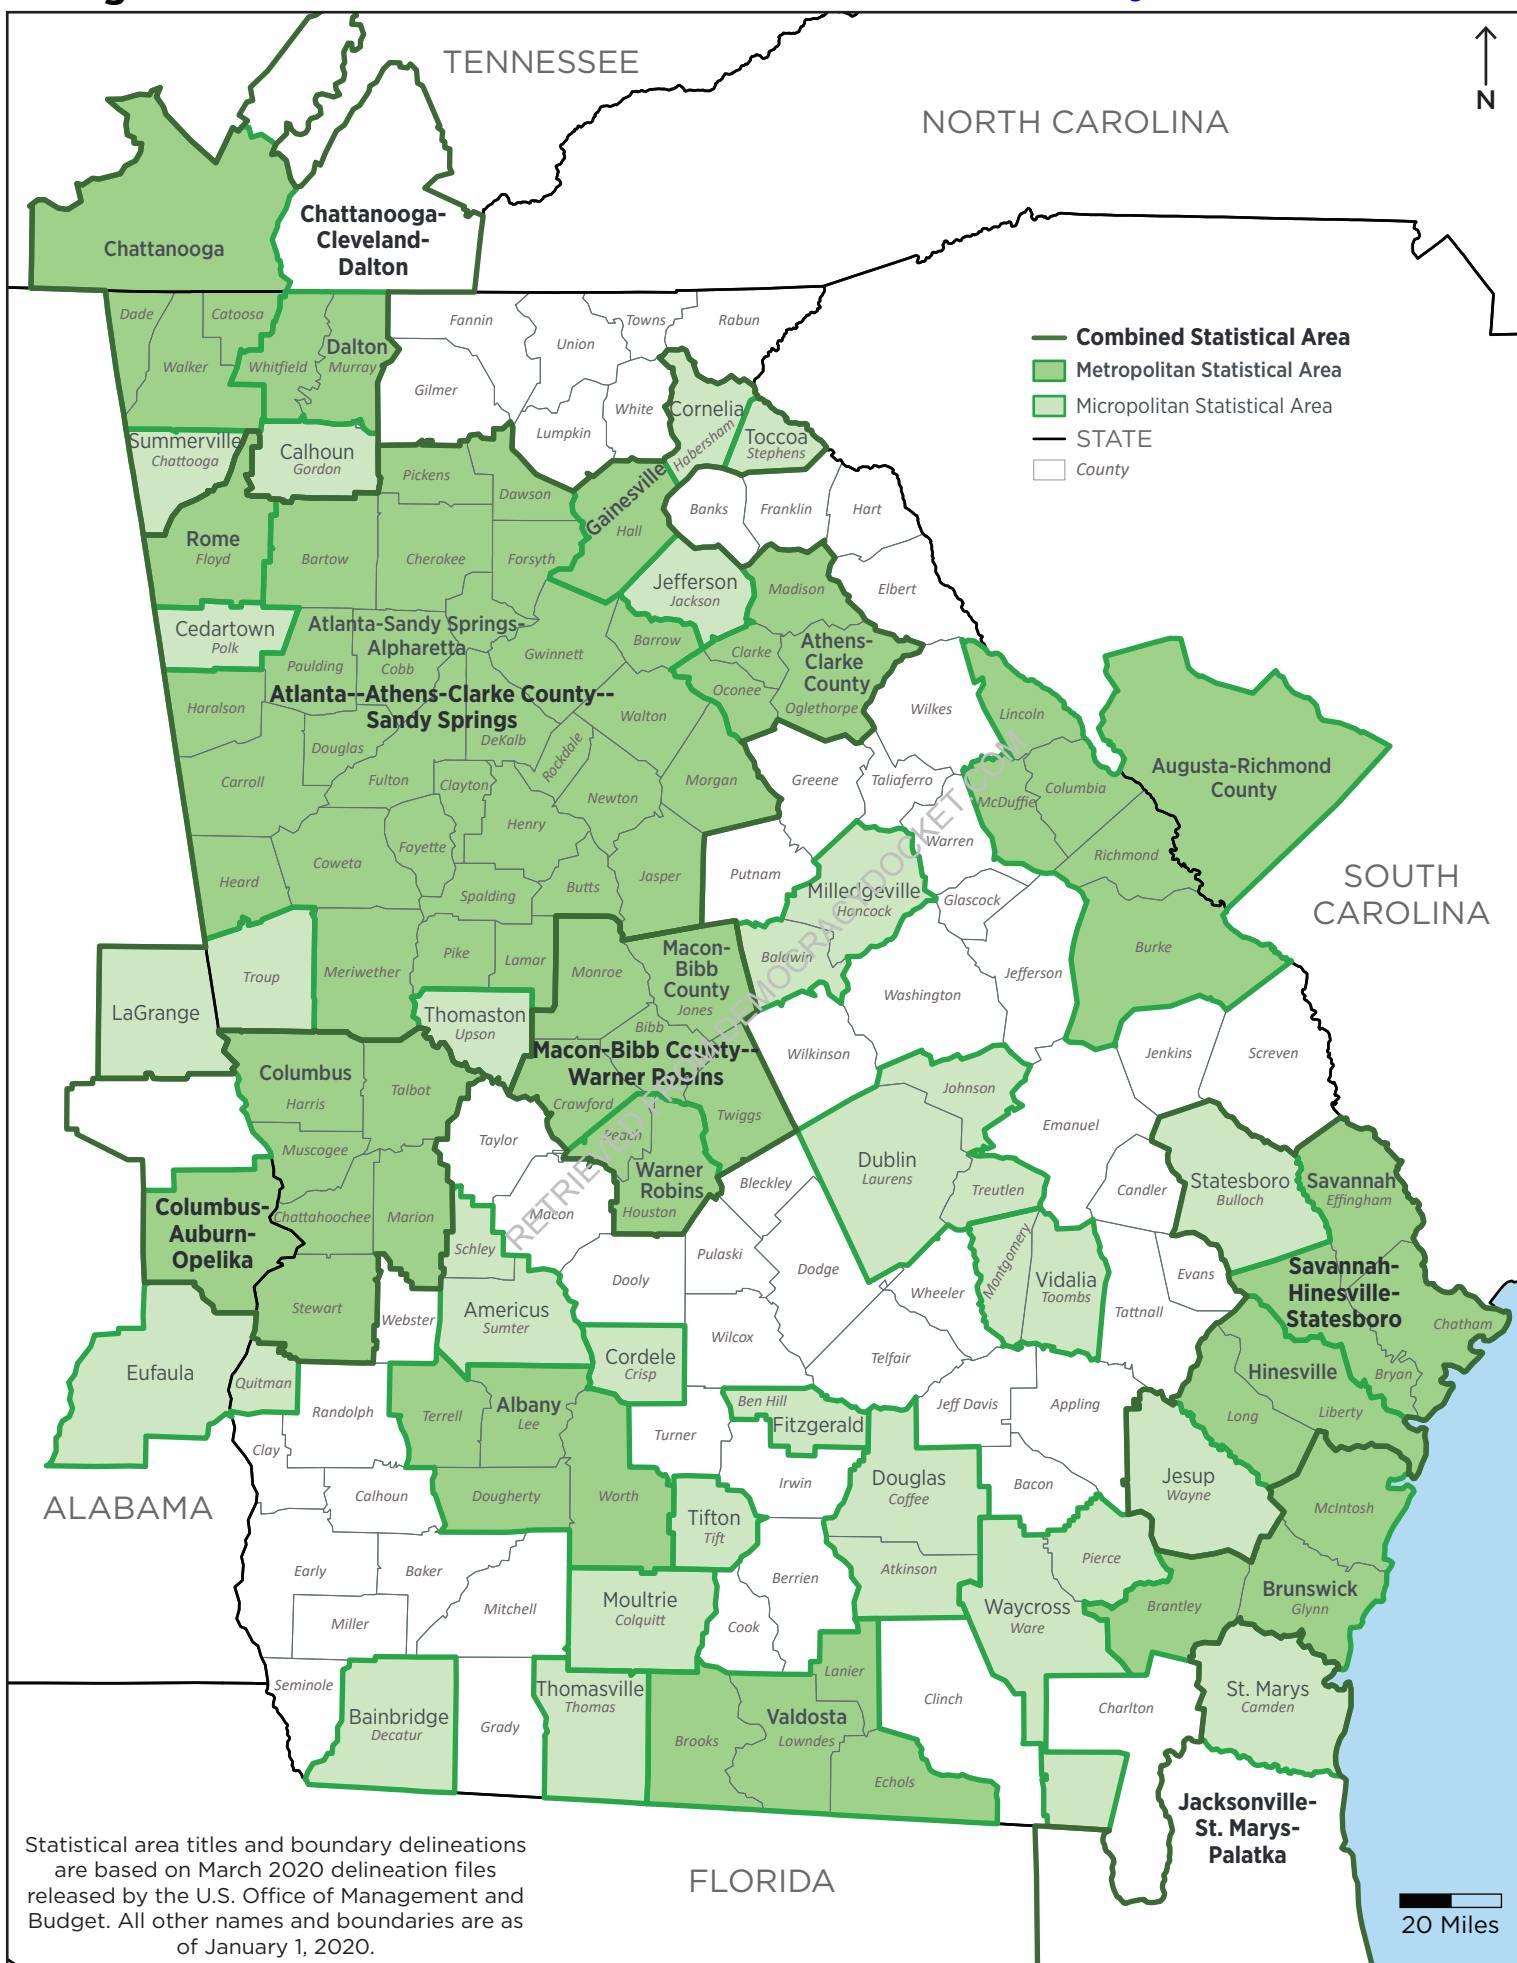 TENNESSEE
NORTH CAROLINA
N
Chattanooga-
Cleveland-
Dalton
Chattanooga
Dade
Catoosa
Fannin
Towns
Rabun
Union
Combined Statistical Area
Metropolitan Statistical Area
Micropolitan Statistical Area
STATE
County
Dalton
Walker
Whitfield
Murray
Gilmer
White
Lumpkin
Cornelia
Habersham
Toccoa
Stephens
Summerville
Chattooga
Calhoun
Gordon
Pickens
Dawson
Gainesville
Hall
Banks
Franklin
Hart
Rome
Floyd
Bartow
Cherokee
Forsyth
Jefferson
Jackson
Madison
Elbert
Cedartown
Polk
Atlanta-Sandy Springs-
Alpharetta
Paulding
Cobb
Gwinnett
Barrow
Clarke
Athens-
Clarke
County
Oconee
Oglethorpe
Atlanta--Athens-Clarke County--
Sandy Springs
Haralson
Walton
Wilkes
Lincoln
Douglas
DeKalb
Rockdale
Carroll
Fulton
Clayton
Newton
Morgan
Greene
Taliaferro
McDuffie
Columbia
Augusta-Richmond
County
Henry
Coweta
Fayette
Warren
Richmond
Heard
Spalding
Butts
Jasper
Putnam
Milledgeville
Hancock
Glascock
SOUTH
CAROLINA
Burke
Troup
Meriwether
Pike
Lamar
Monroe
Macon-
Bibb
County
Jones
Baldwin
Jefferson
Washington
LaGrange
Thomaston
Upson
Bibb
Macon-Bibb County--
Warner Robins
Wilkinson
Jenkins
Screven
Columbus
Harris
Talbot
Crawford
Twiggs
Johnson
Emanuel
Muscogee
Taylor
Peach
Warner
Robins
Houston
Dublin
Laurens
Treutlen
Candler
Statesboro
Bulloch
Savannah
Effingham
Columbus-
Auburn-
Opelika
Chattahoochee
Marion
Macon
Bleckley
Schley
Dooly
Pulaski
Dodge
Wheeler
Montgomery
Vidalia
Toombs
Tattnall
Evans
Savannah-
Hinesville-
Statesboro
Chatham
Stewart
Webster
Americus
Sumter
Wilcox
Telfair
Eufaula
Quitman
Cordele
Crisp
Hinesville
Bryan
Randolph
Terrell
Albany
Lee
Ben Hill
Fitzgerald
Jeff Davis
Appling
Long
Liberty
Clay
Turner
Irwin
Douglas
Coffee
Bacon
Jesup
Wayne
McIntosh
ALABAMA
Calhoun
Dougherty
Worth
Tifton
Tift
Early
Baker
Berrien
Atkinson
Pierce
Brunswick
Glynn
Brantley
Miller
Mitchell
Moultrie
Colquitt
Cook
Waycross
Ware
Lanier
Seminole
Thomasville
Thomas
Clinch
Charlton
St. Marys
Camden
Bainbridge
Decatur
Grady
Brooks
Valdosta
Lowndes
Echols
Jacksonville-
St. Marys-
Palatka
Statistical area titles and boundary delineations
are based on March 2020 delineation files
released by the U.S. Office of Management and
Budget. All other names and boundaries are as
of January 1, 2020.
FLORIDA
20 Miles
RETRIEVED FROM DEMOCRACYDOCKET.COM